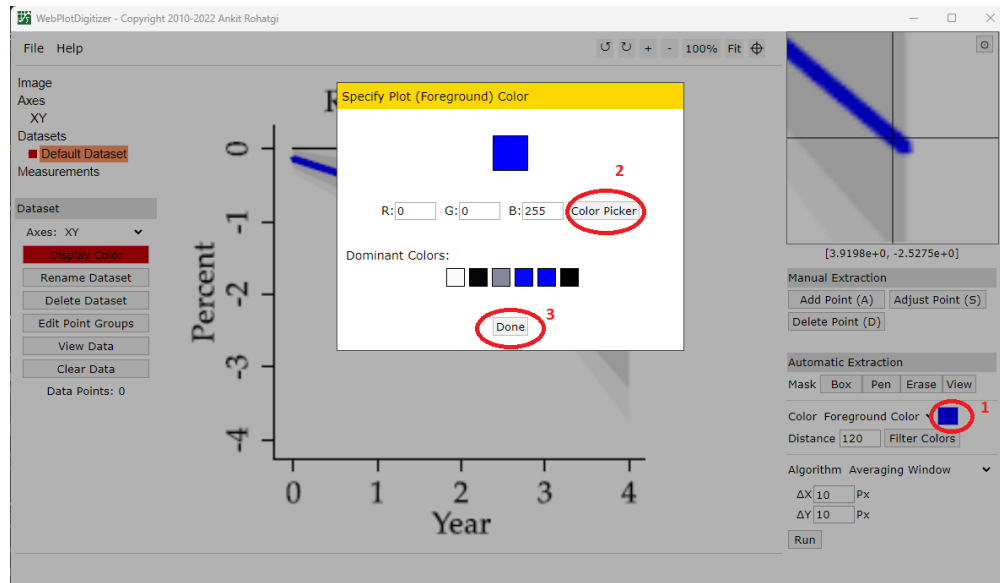 WebPlotDigitizer - Copyright 2010-2022 Ankit Rohatgi
File Help
+ - 100% Fit
Image
Axes
XY
Datasets
Default Dataset
Measurements
Dataset
Axes: XY
Display Color
Rename Dataset
Delete Dataset
Edit Point Groups
View Data
Clear Data
Data Points: 0
0
-1
-2
-3
-4
Percent
0 1 2 3 4
Year
Specify Plot (Foreground) Color
2
R: 0 G: 0 B: 255 Color Picker
Dominant Colors:
Done
3
[3.9198e+0, -2.5275e+0]
Manual Extraction
Add Point (A) Adjust Point (S)
Delete Point (D)
Automatic Extraction
Mask Box Pen Erase View
Color Foreground Color
1
Distance 120 Filter Colors
Algorithm Averaging Window
ΔX 10 Px
ΔY 10 Px
Run